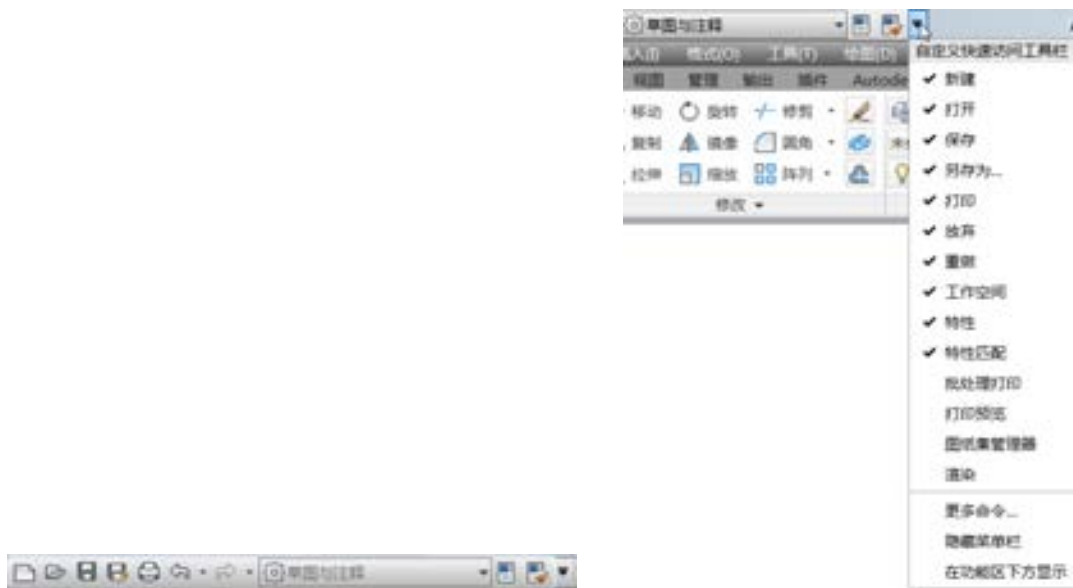 草图与注释
插入(I) 格式(O) 工具(T) 绘图(D)
视图 管理 输出 插件 Autode
移动 旋转 修剪
复制 镜像 圆角
拉伸 缩放 阵列
修改
自定义快速访问工具栏
新建
打开
保存
另存为...
打印
放弃
重做
工作空间
特性
特性匹配
批处理打印
打印预览
图纸集管理器
渲染
更多命令...
隐藏菜单栏
在功能区下方显示
草图与注释